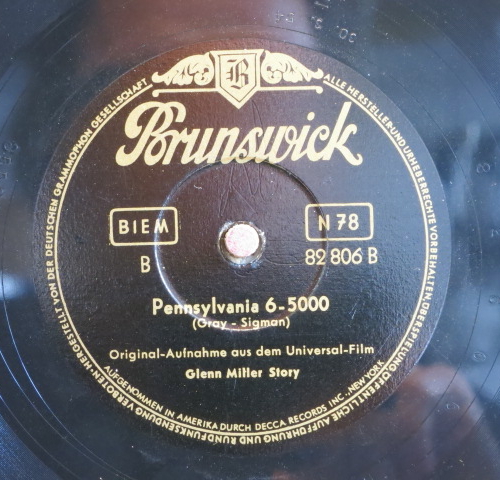 B
Brunswick
BIEM
N 78
B
82 806 B
Pennsylvania 6-5000
(Gray - Sigman)
Original-Aufnahme aus dem Universal-Film
Glenn Miller Story
AUFGENOMMEN IN AMERIKA DURCH DECCA RECORDS INC. NEW YORK
HERGESTELLT VON DER DEUTSCHEN GRAMMOPHON GESELLSCHAFT
ALLE HERSTELLER- UND URHEBERRECHTE VORBEHALTEN · ÜBERSPIELUNG ÖFFENTLICHE AUFFÜHRUNG UND RUNDFUNKSENDUNG VERBOTEN